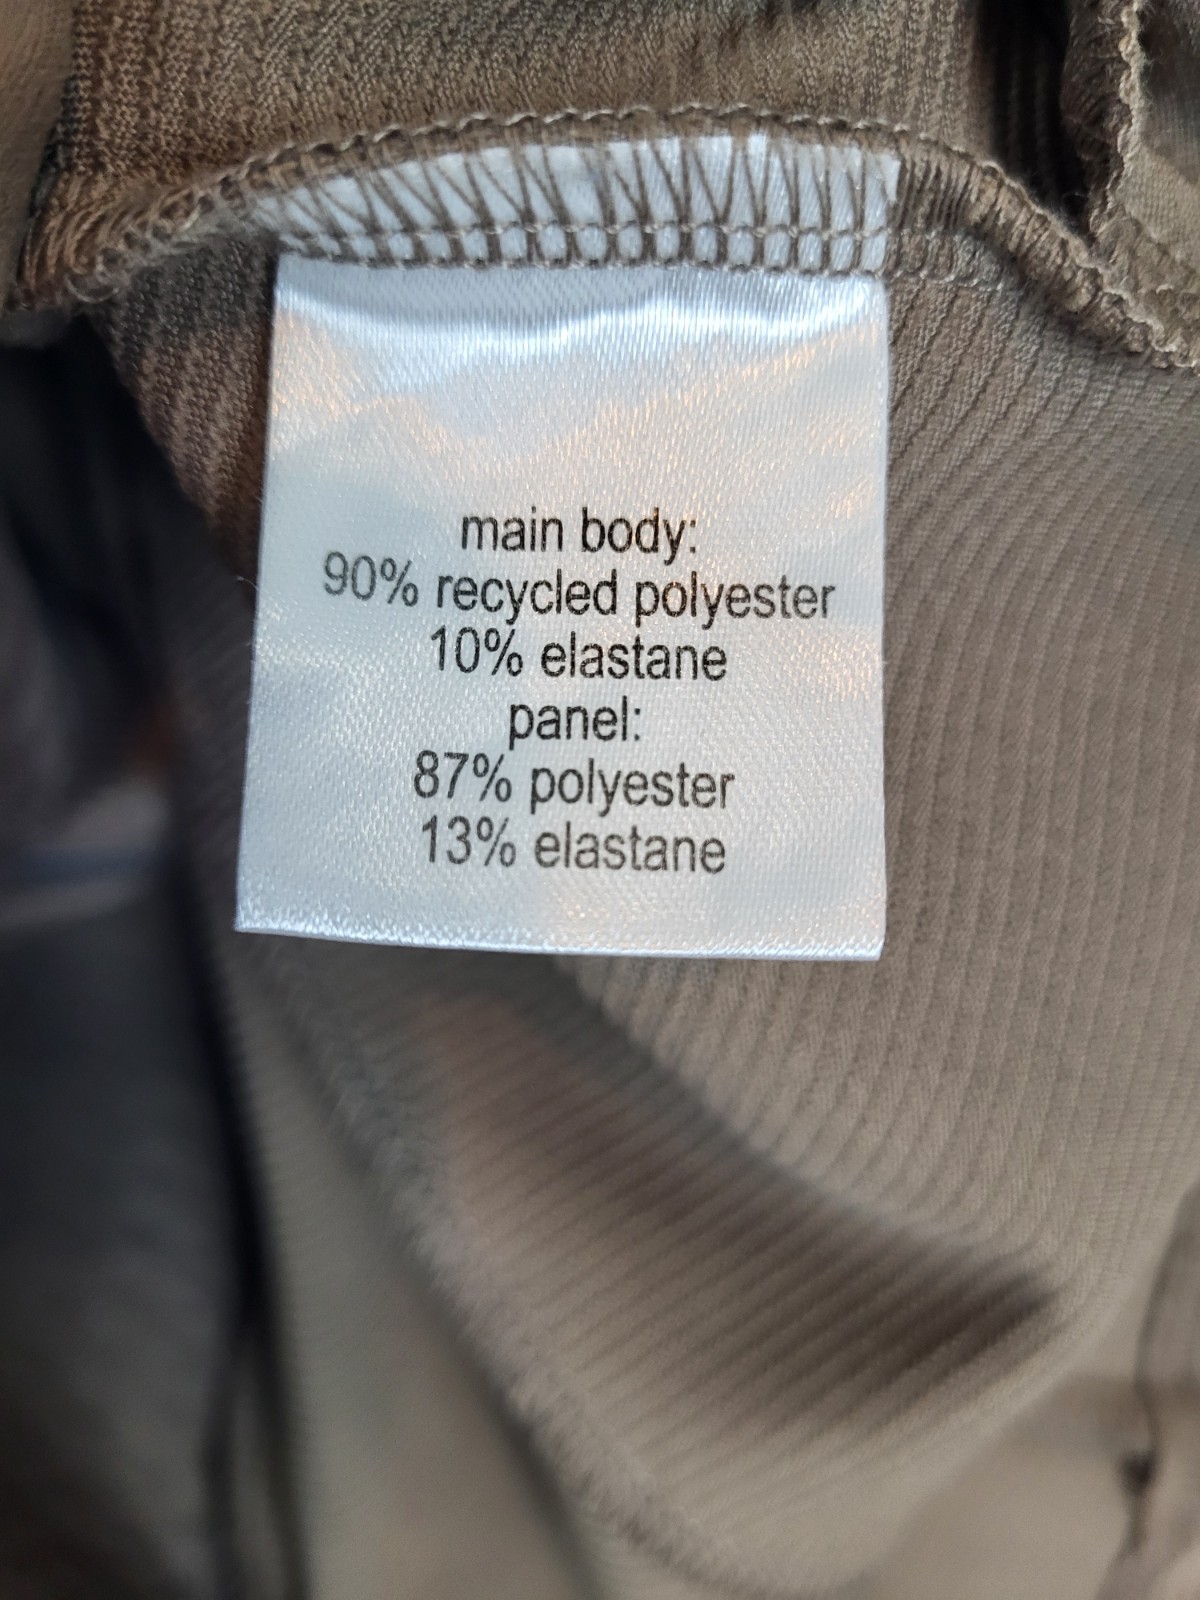 main body:
90% recycled polyester
10% elastane
panel:
87% polyester
13% elastane